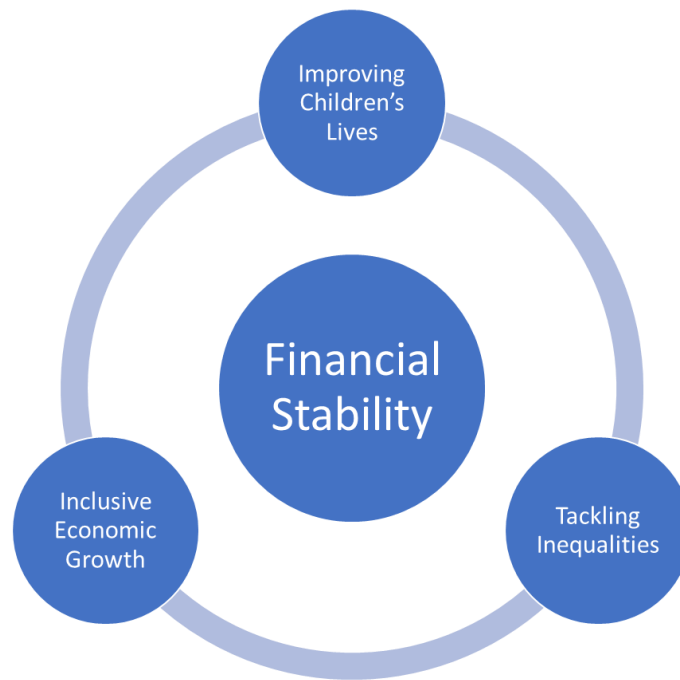 Improving
Children’s
Lives
Financial
Stability
Inclusive
Economic
Growth
Tackling
Inequalities